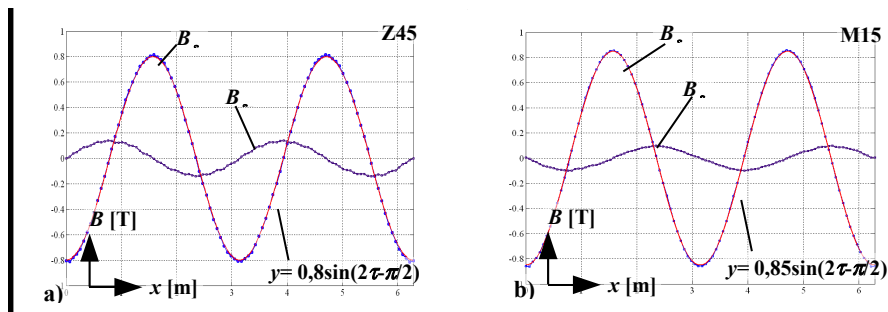 Z45
B
B
B [T]
x [m]
y= 0,8sin(2τ-π/2)
a)
1
0.8
0.6
0.4
0.2
0
-0.2
-0.4
-0.6
-0.8
0 1 2 3 4 5 6
M15
B
B
B [T]
x [m]
y= 0,85sin(2τ-π/2)
b)
1
0.8
0.6
0.4
0.2
0
-0.2
-0.4
-0.6
-0.8
0 1 2 3 4 5 6